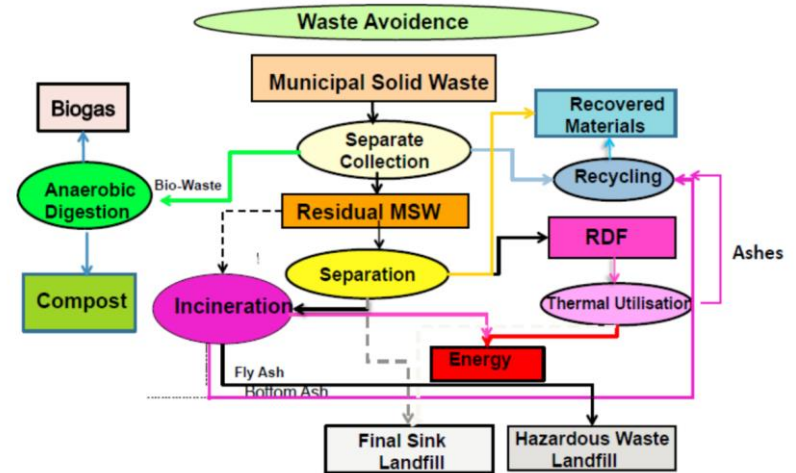 Waste Avoidence
Municipal Solid Waste
Biogas
Recovered
Materials
Separate
Collection
Anaerobic
Digestion
Bio-Waste
Recycling
Residual MSW
RDF
Ashes
Separation
Compost
Incineration
Thermal Utilisation
Energy
Fly Ash
Bottom Ash
Final Sink
Landfill
Hazardous Waste
Landfill